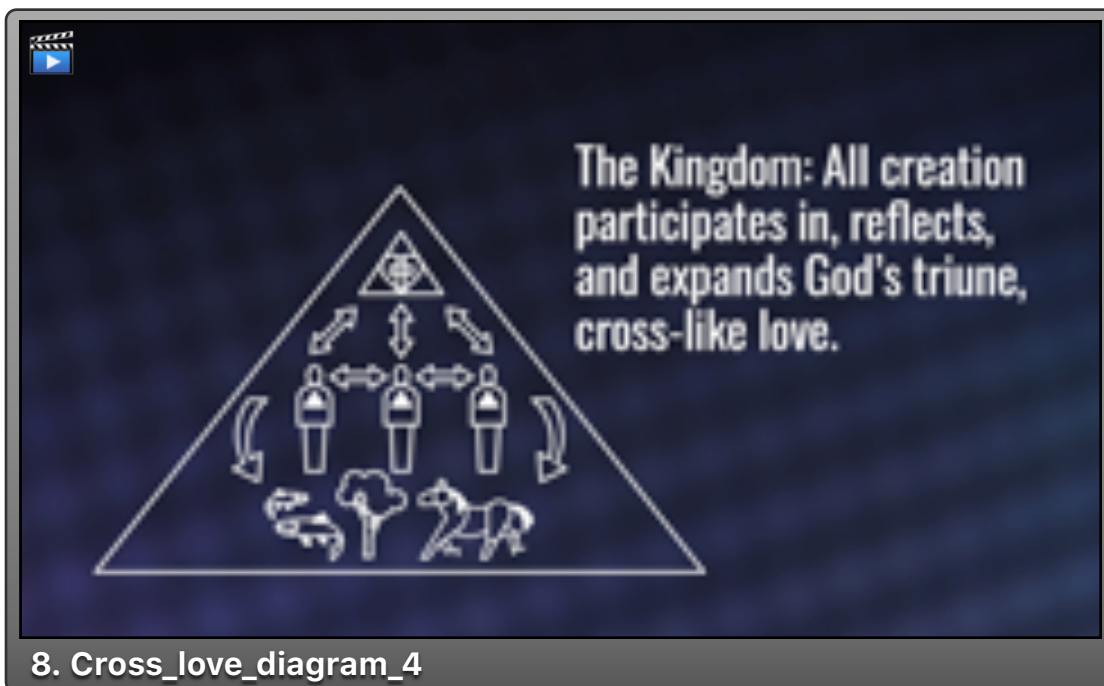 The Kingdom: All creation
participates in, reflects,
and expands God's triune,
cross-like love.
8. Cross_love_diagram_4